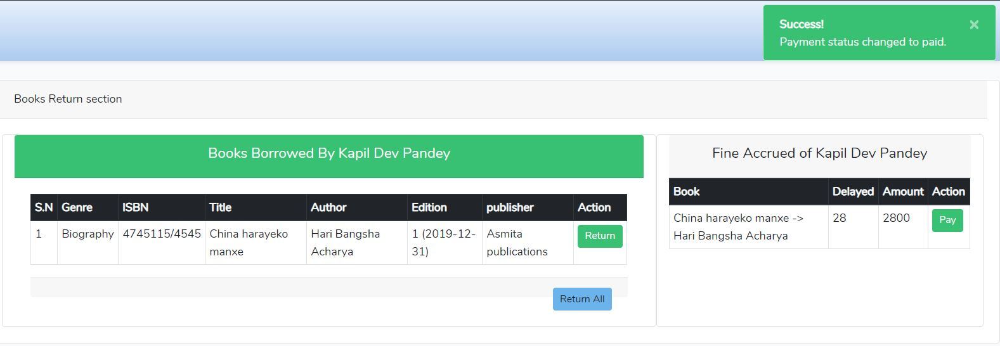 Success!
×
Payment status changed to paid.
Books Return section
Books Borrowed By Kapil Dev Pandey
S.N Genre ISBN Title Author Edition publisher Action
1 Biography 4745115/4545 China harayeko Hari Bangsha 1 (2019-12- Asmita Return
manxe Acharya 31) publications
Return All
Fine Accrued of Kapil Dev Pandey
Book Delayed Amount Action
China harayeko manxe -> 28 2800 Pay
Hari Bangsha Acharya